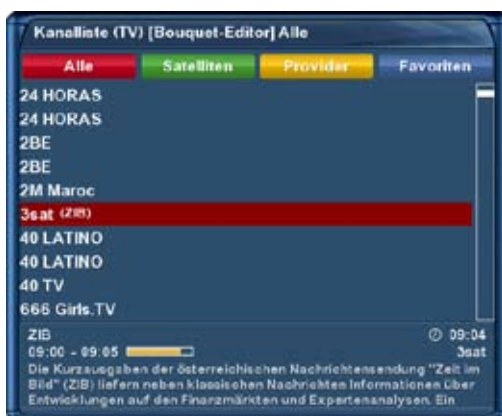 Kanalliste (TV) [Bouquet-Editor] Alle
Alle Satelliten Provider Favoriten
24 HORAS
24 HORAS
2BE
2BE
2M Maroc
3sat (ZIB)
40 LATINO
40 LATINO
40 TV
666 Girls.TV
ZIB 09:04
09:00 - 09:05 3sat
Die Kurzausgaben der österreichischen Nachrichtensendung "Zeit im
Bild" (ZiB) liefern neben klassischen Nachrichten Informationen über
Entwicklungen auf den Finanzmärkten und Expertenanalysen. Ein